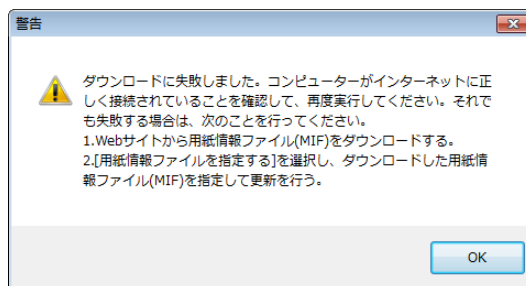 警告
ダウンロードに失敗しました。コンピューターがインターネットに正
しく接続されていることを確認して、再度実行してください。それで
も失敗する場合は、次のことを行ってください。
1.Webサイトから用紙情報ファイル(MIF)をダウンロードする。
2.[用紙情報ファイルを指定する]を選択し、ダウンロードした用紙情
報ファイル(MIF)を指定して更新を行う。
OK